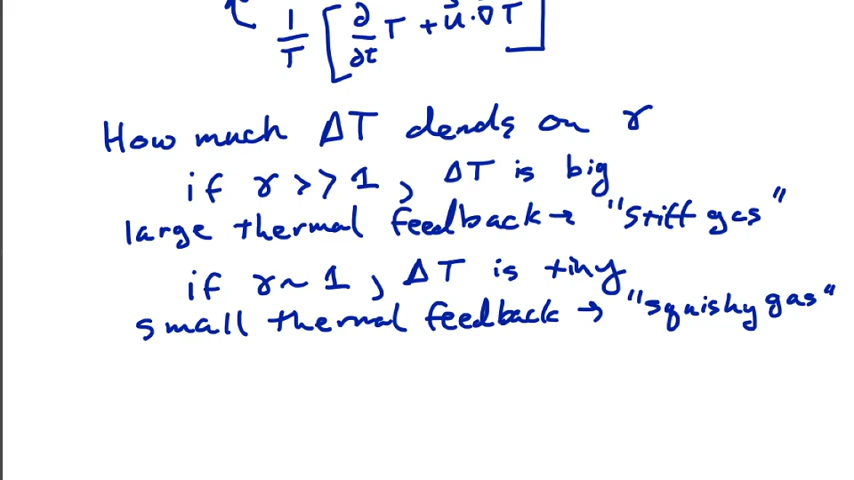 1/T [∂/∂t T + u⃗·∇T]
How much ΔT dends on γ
if γ >> 1, ΔT is big
large thermal feedback → "stiff gas"
if γ ~ 1, ΔT is tiny
small thermal feedback → "squishy gas"